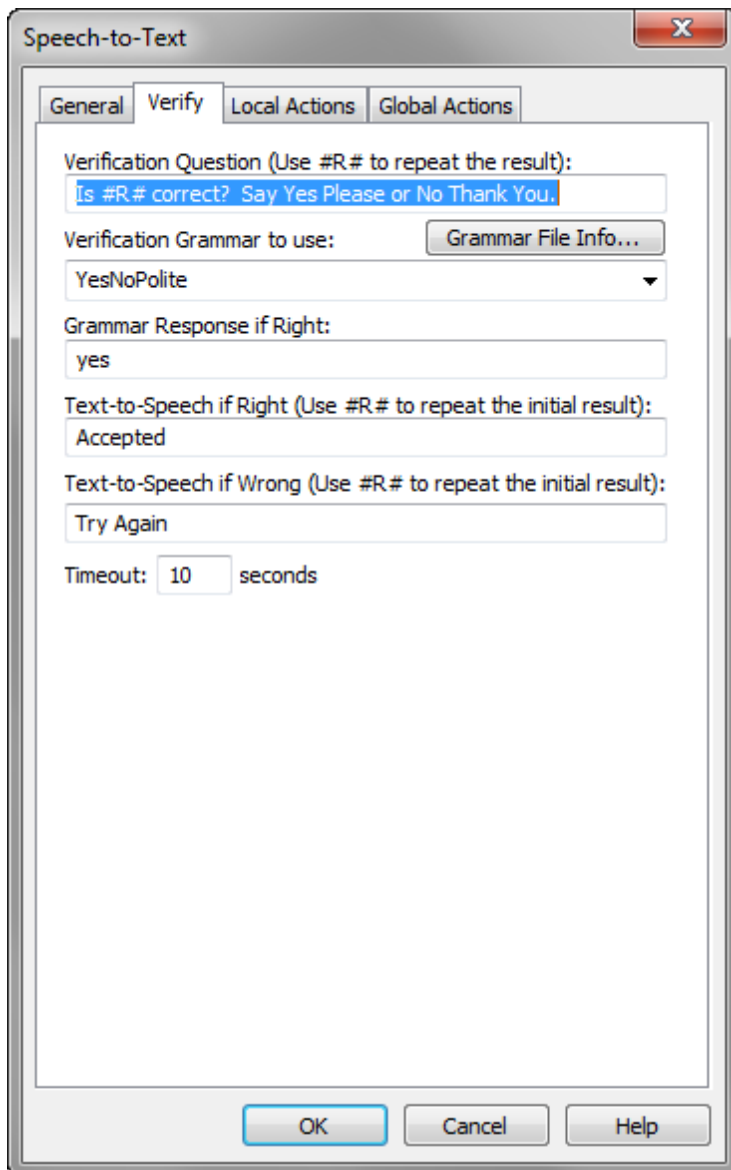 Speech-to-Text
General Verify Local Actions Global Actions
Verification Question (Use #R# to repeat the result):
Is #R# correct?  Say Yes Please or No Thank You.
Verification Grammar to use: Grammar File Info...
YesNoPolite
Grammar Response if Right:
yes
Text-to-Speech if Right (Use #R# to repeat the initial result):
Accepted
Text-to-Speech if Wrong (Use #R# to repeat the initial result):
Try Again
Timeout: 10 seconds
OK Cancel Help